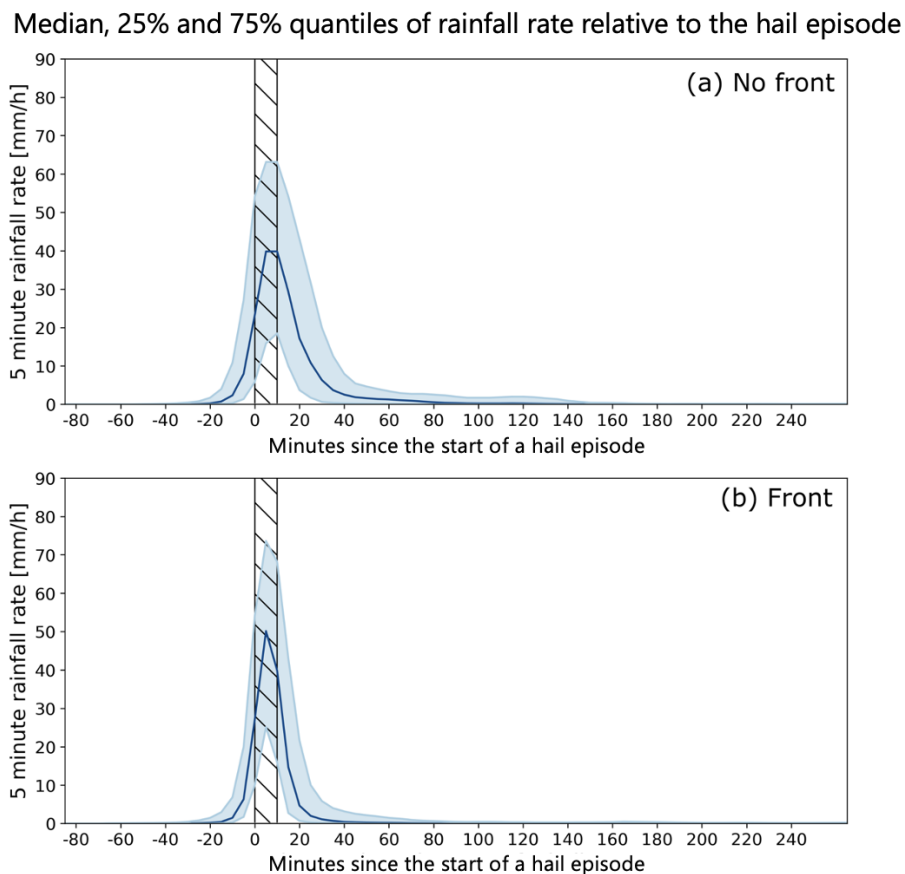 Median, 25% and 75% quantiles of rainfall rate relative to the hail episode
(a) No front
5 minute rainfall rate [mm/h]
90
80
70
60
50
40
30
20
10
0
-80 -60 -40 -20 0 20 40 60 80 100 120 140 160 180 200 220 240
Minutes since the start of a hail episode
(b) Front
5 minute rainfall rate [mm/h]
90
80
70
60
50
40
30
20
10
0
-80 -60 -40 -20 0 20 40 60 80 100 120 140 160 180 200 220 240
Minutes since the start of a hail episode